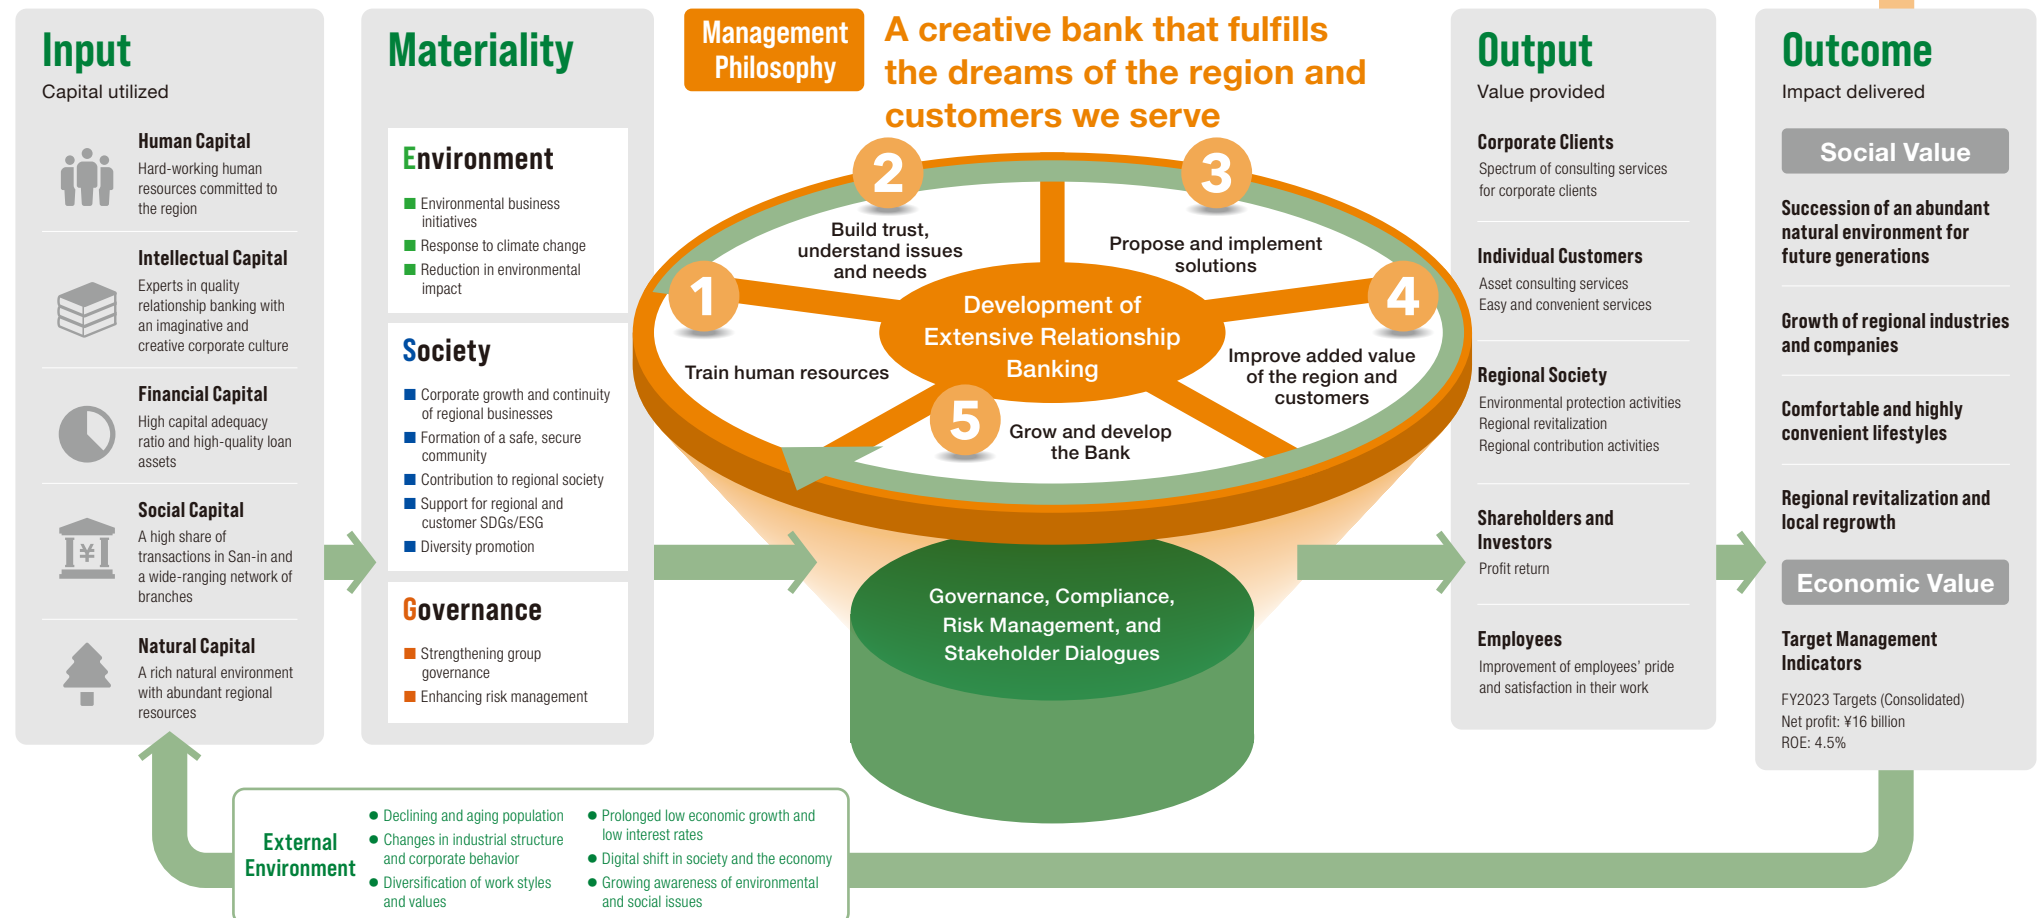 Input
Capital utilized
Human Capital
Hard-working human
resources committed to
the region
Intellectual Capital
Experts in quality
relationship banking with
an imaginative and
creative corporate culture
Financial Capital
High capital adequacy
ratio and high-quality loan
assets
Social Capital
¥
A high share of
transactions in San-in and
a wide-ranging network of
branches
Natural Capital
A rich natural environment
with abundant regional
resources
Materiality
Environment
Environmental business
initiatives
Response to climate change
Reduction in environmental
impact
Society
Corporate growth and continuity
of regional businesses
Formation of a safe, secure
community
Contribution to regional society
Support for regional and
customer SDGs/ESG
Diversity promotion
Governance
Strengthening group
governance
Enhancing risk management
Management
Philosophy
A creative bank that fulfills
the dreams of the region and
customers we serve
1
Train human resources
2
Build trust,
understand issues
and needs
3
Propose and implement
solutions
4
Improve added value
of the region and
customers
5
Grow and develop
the Bank
Development of
Extensive Relationship
Banking
Governance, Compliance,
Risk Management, and
Stakeholder Dialogues
Output
Value provided
Corporate Clients
Spectrum of consulting services
for corporate clients
Individual Customers
Asset consulting services
Easy and convenient services
Regional Society
Environmental protection activities
Regional revitalization
Regional contribution activities
Shareholders and
Investors
Profit return
Employees
Improvement of employees' pride
and satisfaction in their work
Outcome
Impact delivered
Social Value
Succession of an abundant
natural environment for
future generations
Growth of regional industries
and companies
Comfortable and highly
convenient lifestyles
Regional revitalization and
local regrowth
Economic Value
Target Management
Indicators
FY2023 Targets (Consolidated)
Net profit: ¥16 billion
ROE: 4.5%
External
Environment
Declining and aging population
Changes in industrial structure
and corporate behavior
Diversification of work styles
and values
Prolonged low economic growth and
low interest rates
Digital shift in society and the economy
Growing awareness of environmental
and social issues